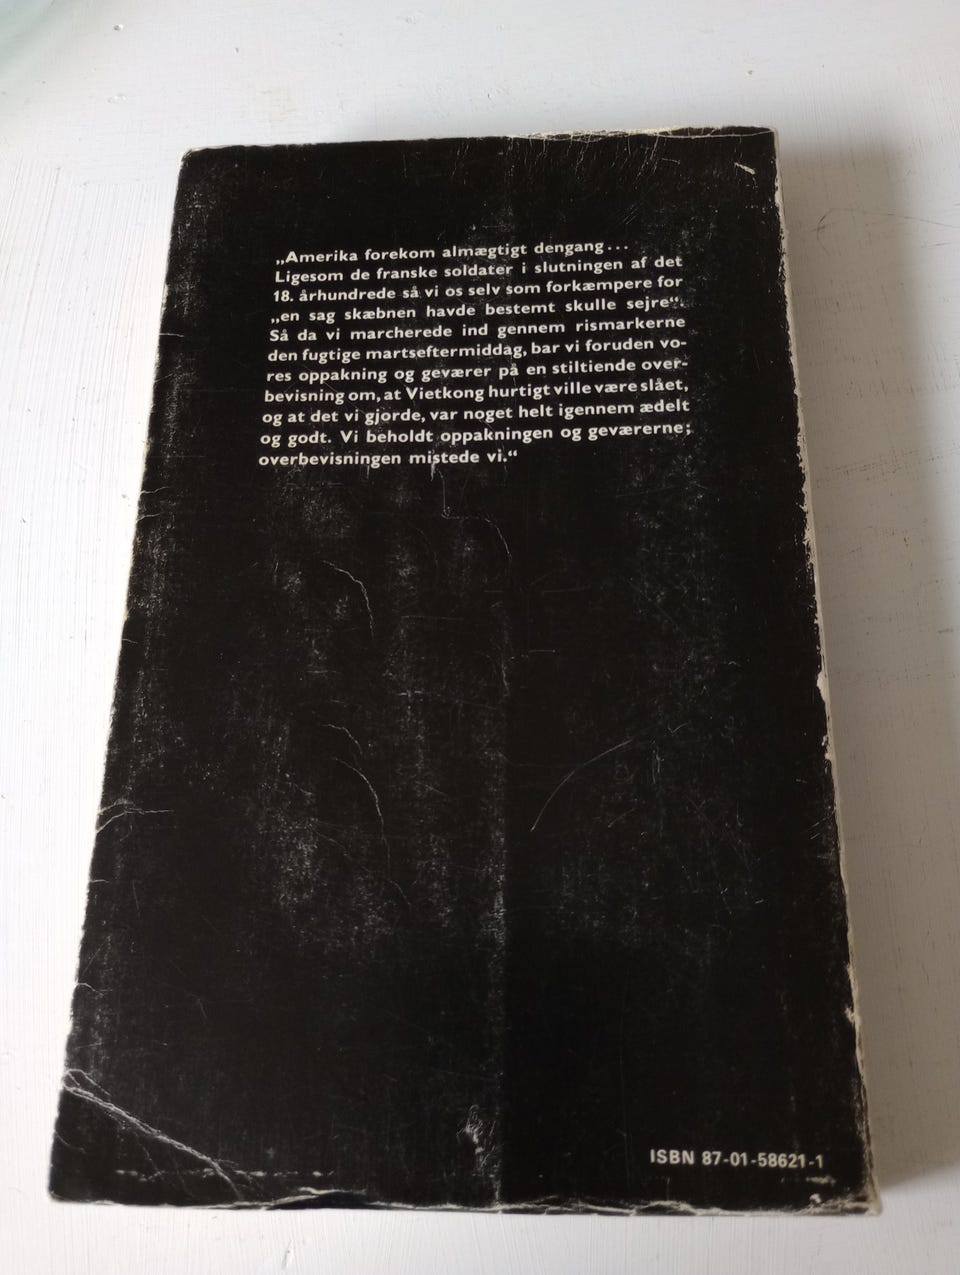 „Amerika forekom almægtigt dengang...
Ligesom de franske soldater i slutningen af det
18. århundrede så vi os selv som forkæmpere for
„en sag skæbnen havde bestemt skulle sejre“.
Så da vi marcherede ind gennem rismarkerne
den fugtige martseftermiddag, bar vi foruden vo-
res oppakning og geværer på en stiltiende over-
bevisning om, at Vietkong hurtigt ville være slået,
og at det vi gjorde, var noget helt igennem ædelt
og godt. Vi beholdt oppakningen og geværerne;
overbevisningen mistede vi.“
ISBN 87-01-58621-1